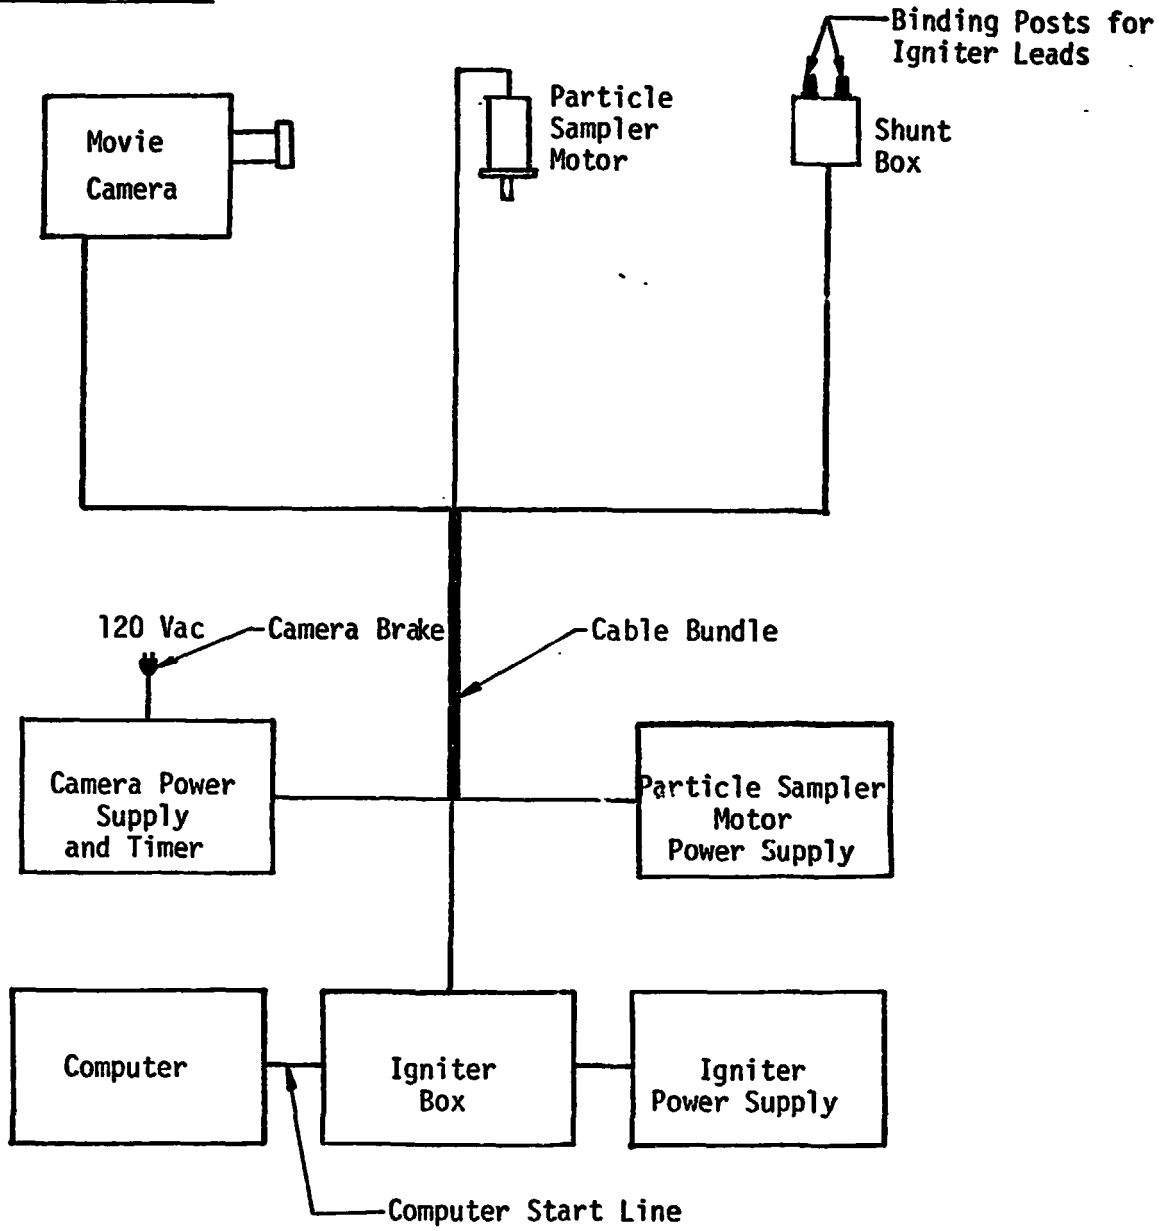 Binding Posts for
Igniter Leads
Movie
Camera
Particle
Sampler
Motor
Shunt
Box
120 Vac
Camera Brake
Cable Bundle
Camera Power
Supply
and Timer
Particle Sampler
Motor
Power Supply
Computer
Igniter
Box
Igniter
Power Supply
Computer Start Line